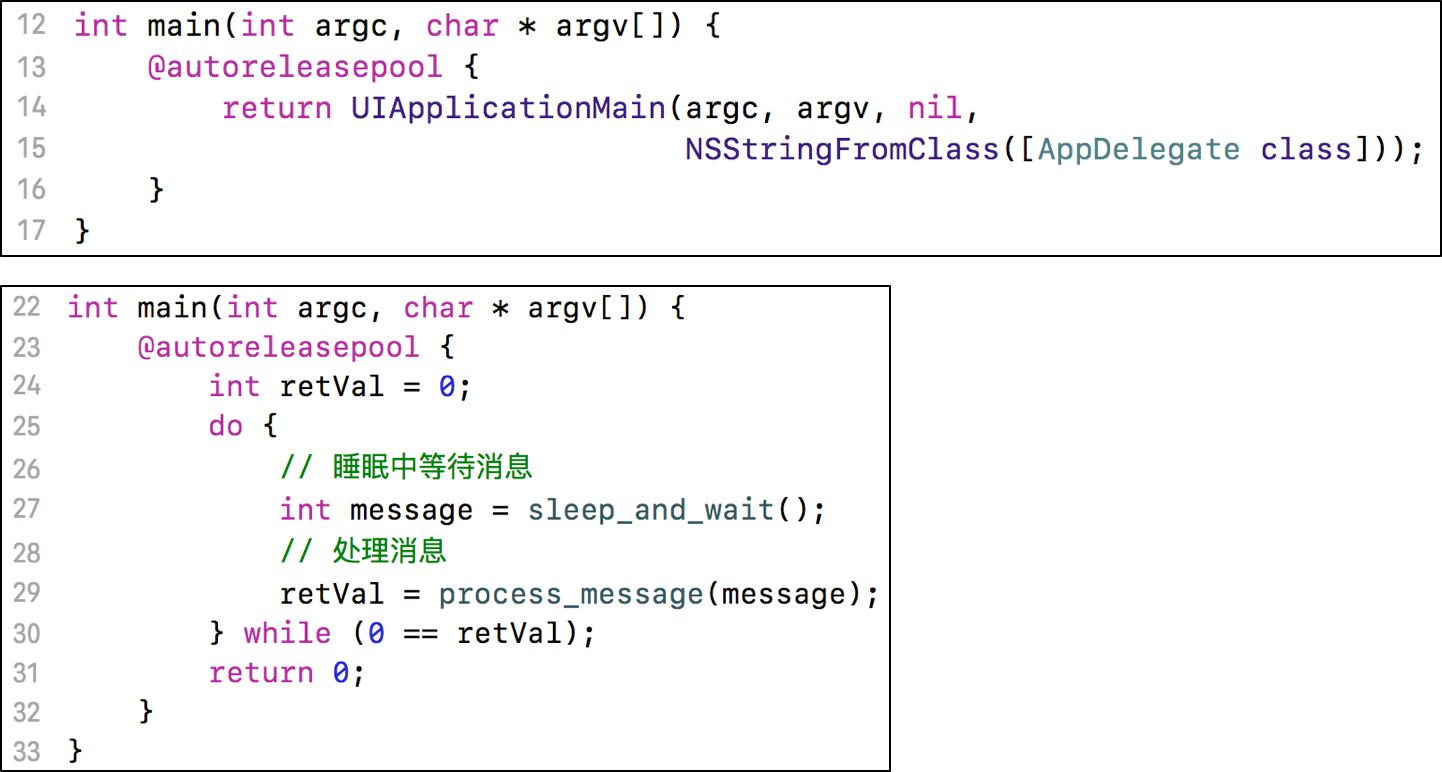 12 int main(int argc, char * argv[]) {
13 @autoreleasepool {
14 return UIApplicationMain(argc, argv, nil,
15 NSStringFromClass([AppDelegate class]));
16 }
17 }
22 int main(int argc, char * argv[]) {
23 @autoreleasepool {
24 int retVal = 0;
25 do {
26 // 睡眠中等待消息
27 int message = sleep_and_wait();
28 // 处理消息
29 retVal = process_message(message);
30 } while (0 == retVal);
31 return 0;
32 }
33 }